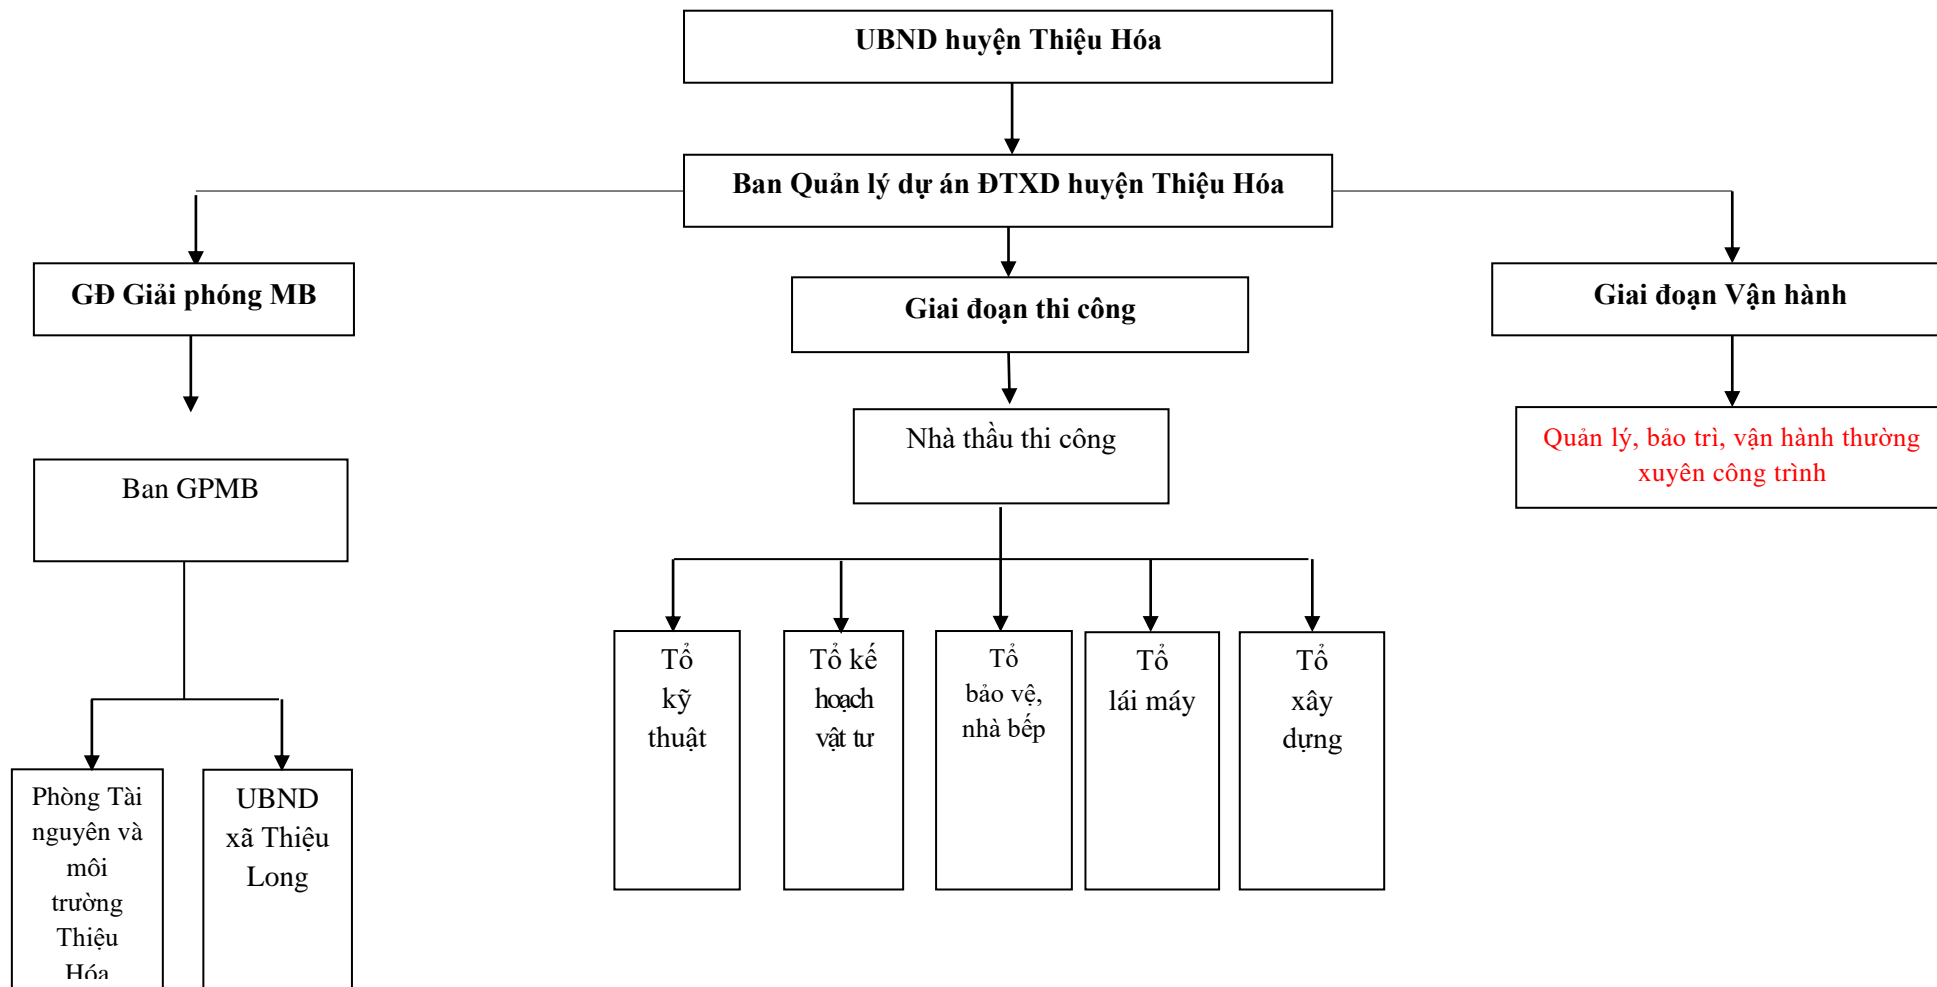 UBND huyện Thiệu Hóa
Ban Quản lý dự án ĐTXD huyện Thiệu Hóa
GĐ Giải phóng MB
Giai đoạn thi công
Giai đoạn Vận hành
Ban GPMB
Nhà thầu thi công
Quản lý, bảo trì, vận hành thường
xuyên công trình
Phòng Tài
nguyên và
môi
trường
Thiệu
Hóa
UBND
xã Thiệu
Long
Tổ
kỹ
thuật
Tổ kế
hoạch
vật tư
Tổ
bảo vệ,
nhà bếp
Tổ
lái máy
Tổ
xây
dựng